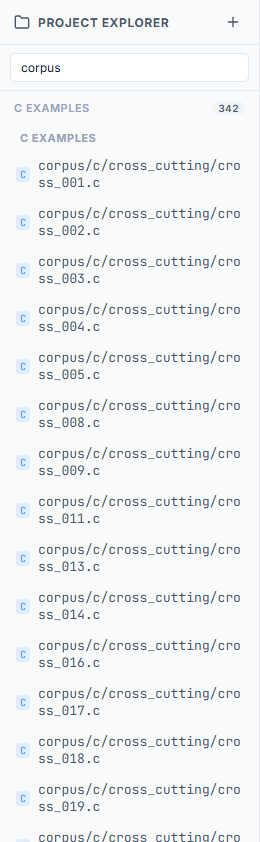 PROJECT EXPLORER +
corpus
C EXAMPLES 342
C EXAMPLES
C corpus/c/cross_cutting/cro
ss_001.c
C corpus/c/cross_cutting/cro
ss_002.c
C corpus/c/cross_cutting/cro
ss_003.c
C corpus/c/cross_cutting/cro
ss_004.c
C corpus/c/cross_cutting/cro
ss_005.c
C corpus/c/cross_cutting/cro
ss_008.c
C corpus/c/cross_cutting/cro
ss_009.c
C corpus/c/cross_cutting/cro
ss_011.c
C corpus/c/cross_cutting/cro
ss_013.c
C corpus/c/cross_cutting/cro
ss_014.c
C corpus/c/cross_cutting/cro
ss_016.c
C corpus/c/cross_cutting/cro
ss_017.c
C corpus/c/cross_cutting/cro
ss_018.c
C corpus/c/cross_cutting/cro
ss_019.c
corpus/c/cross_cutting/cro